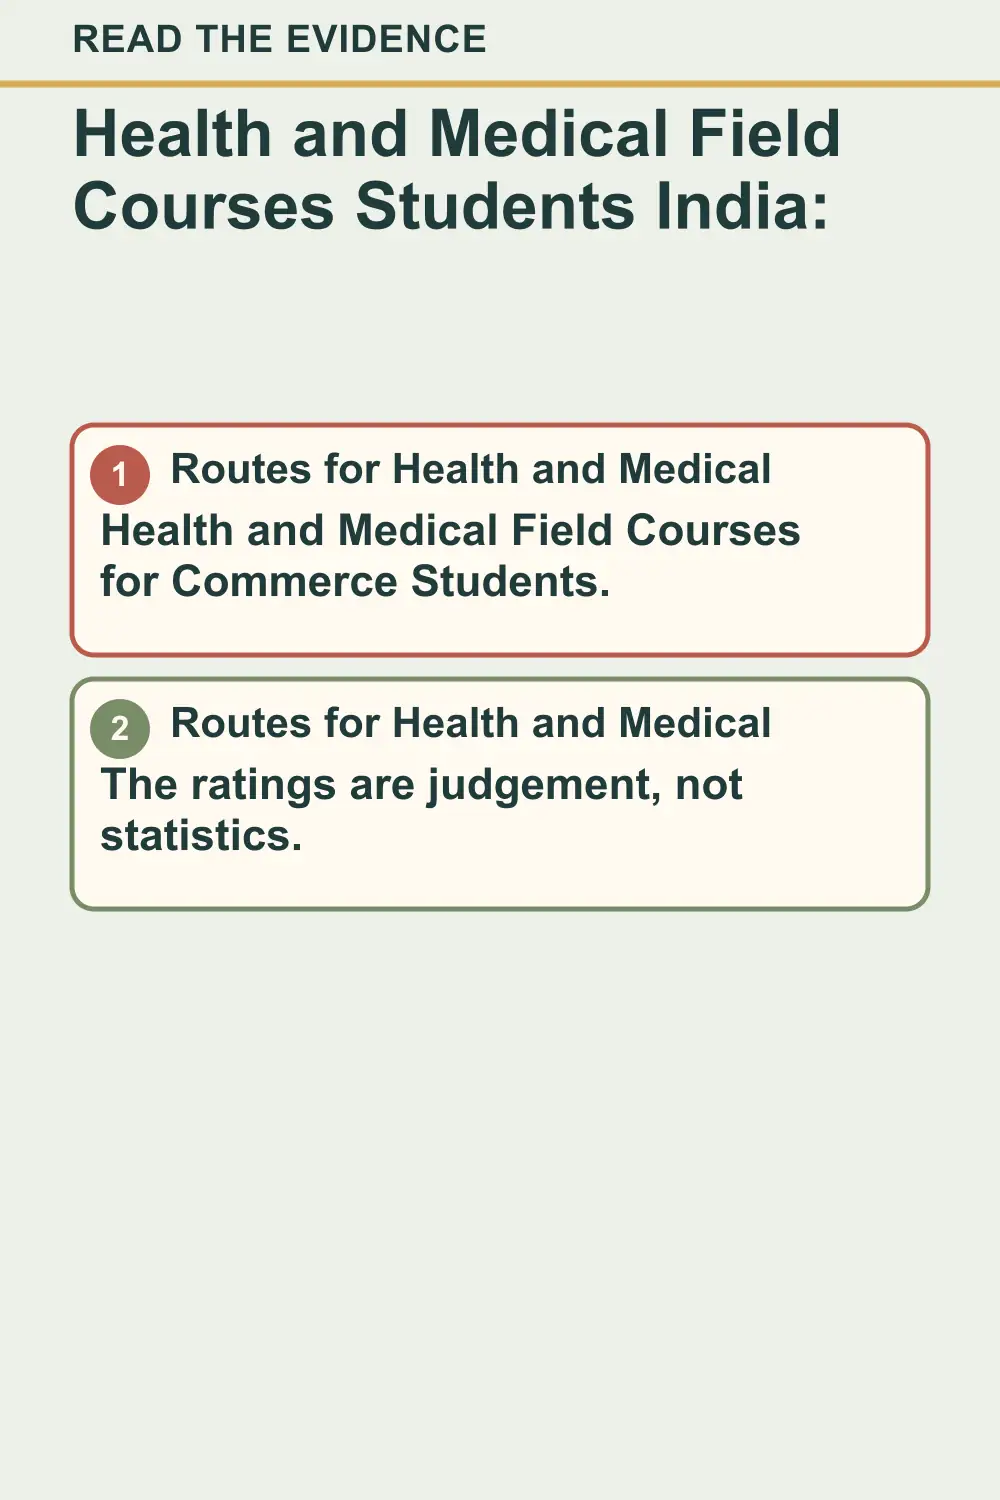 READ THE EVIDENCE
Health and Medical Field
Courses Students India:
1 Routes for Health and Medical
Health and Medical Field Courses
for Commerce Students.
2 Routes for Health and Medical
The ratings are judgement, not
statistics.